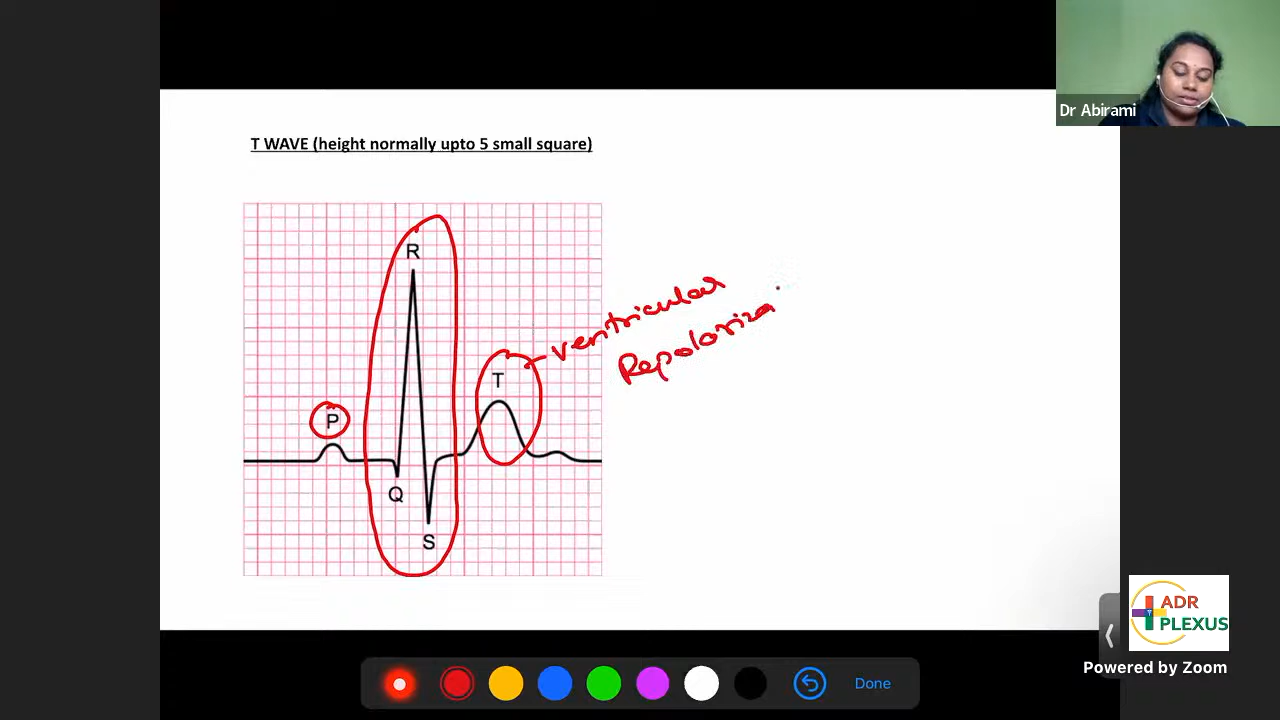 Dr Abirami
T WAVE (height normally upto 5 small square)
R
ventricular
Repolariza
T
P
Q
S
ADR
PLEXUS
Powered by Zoom
Done